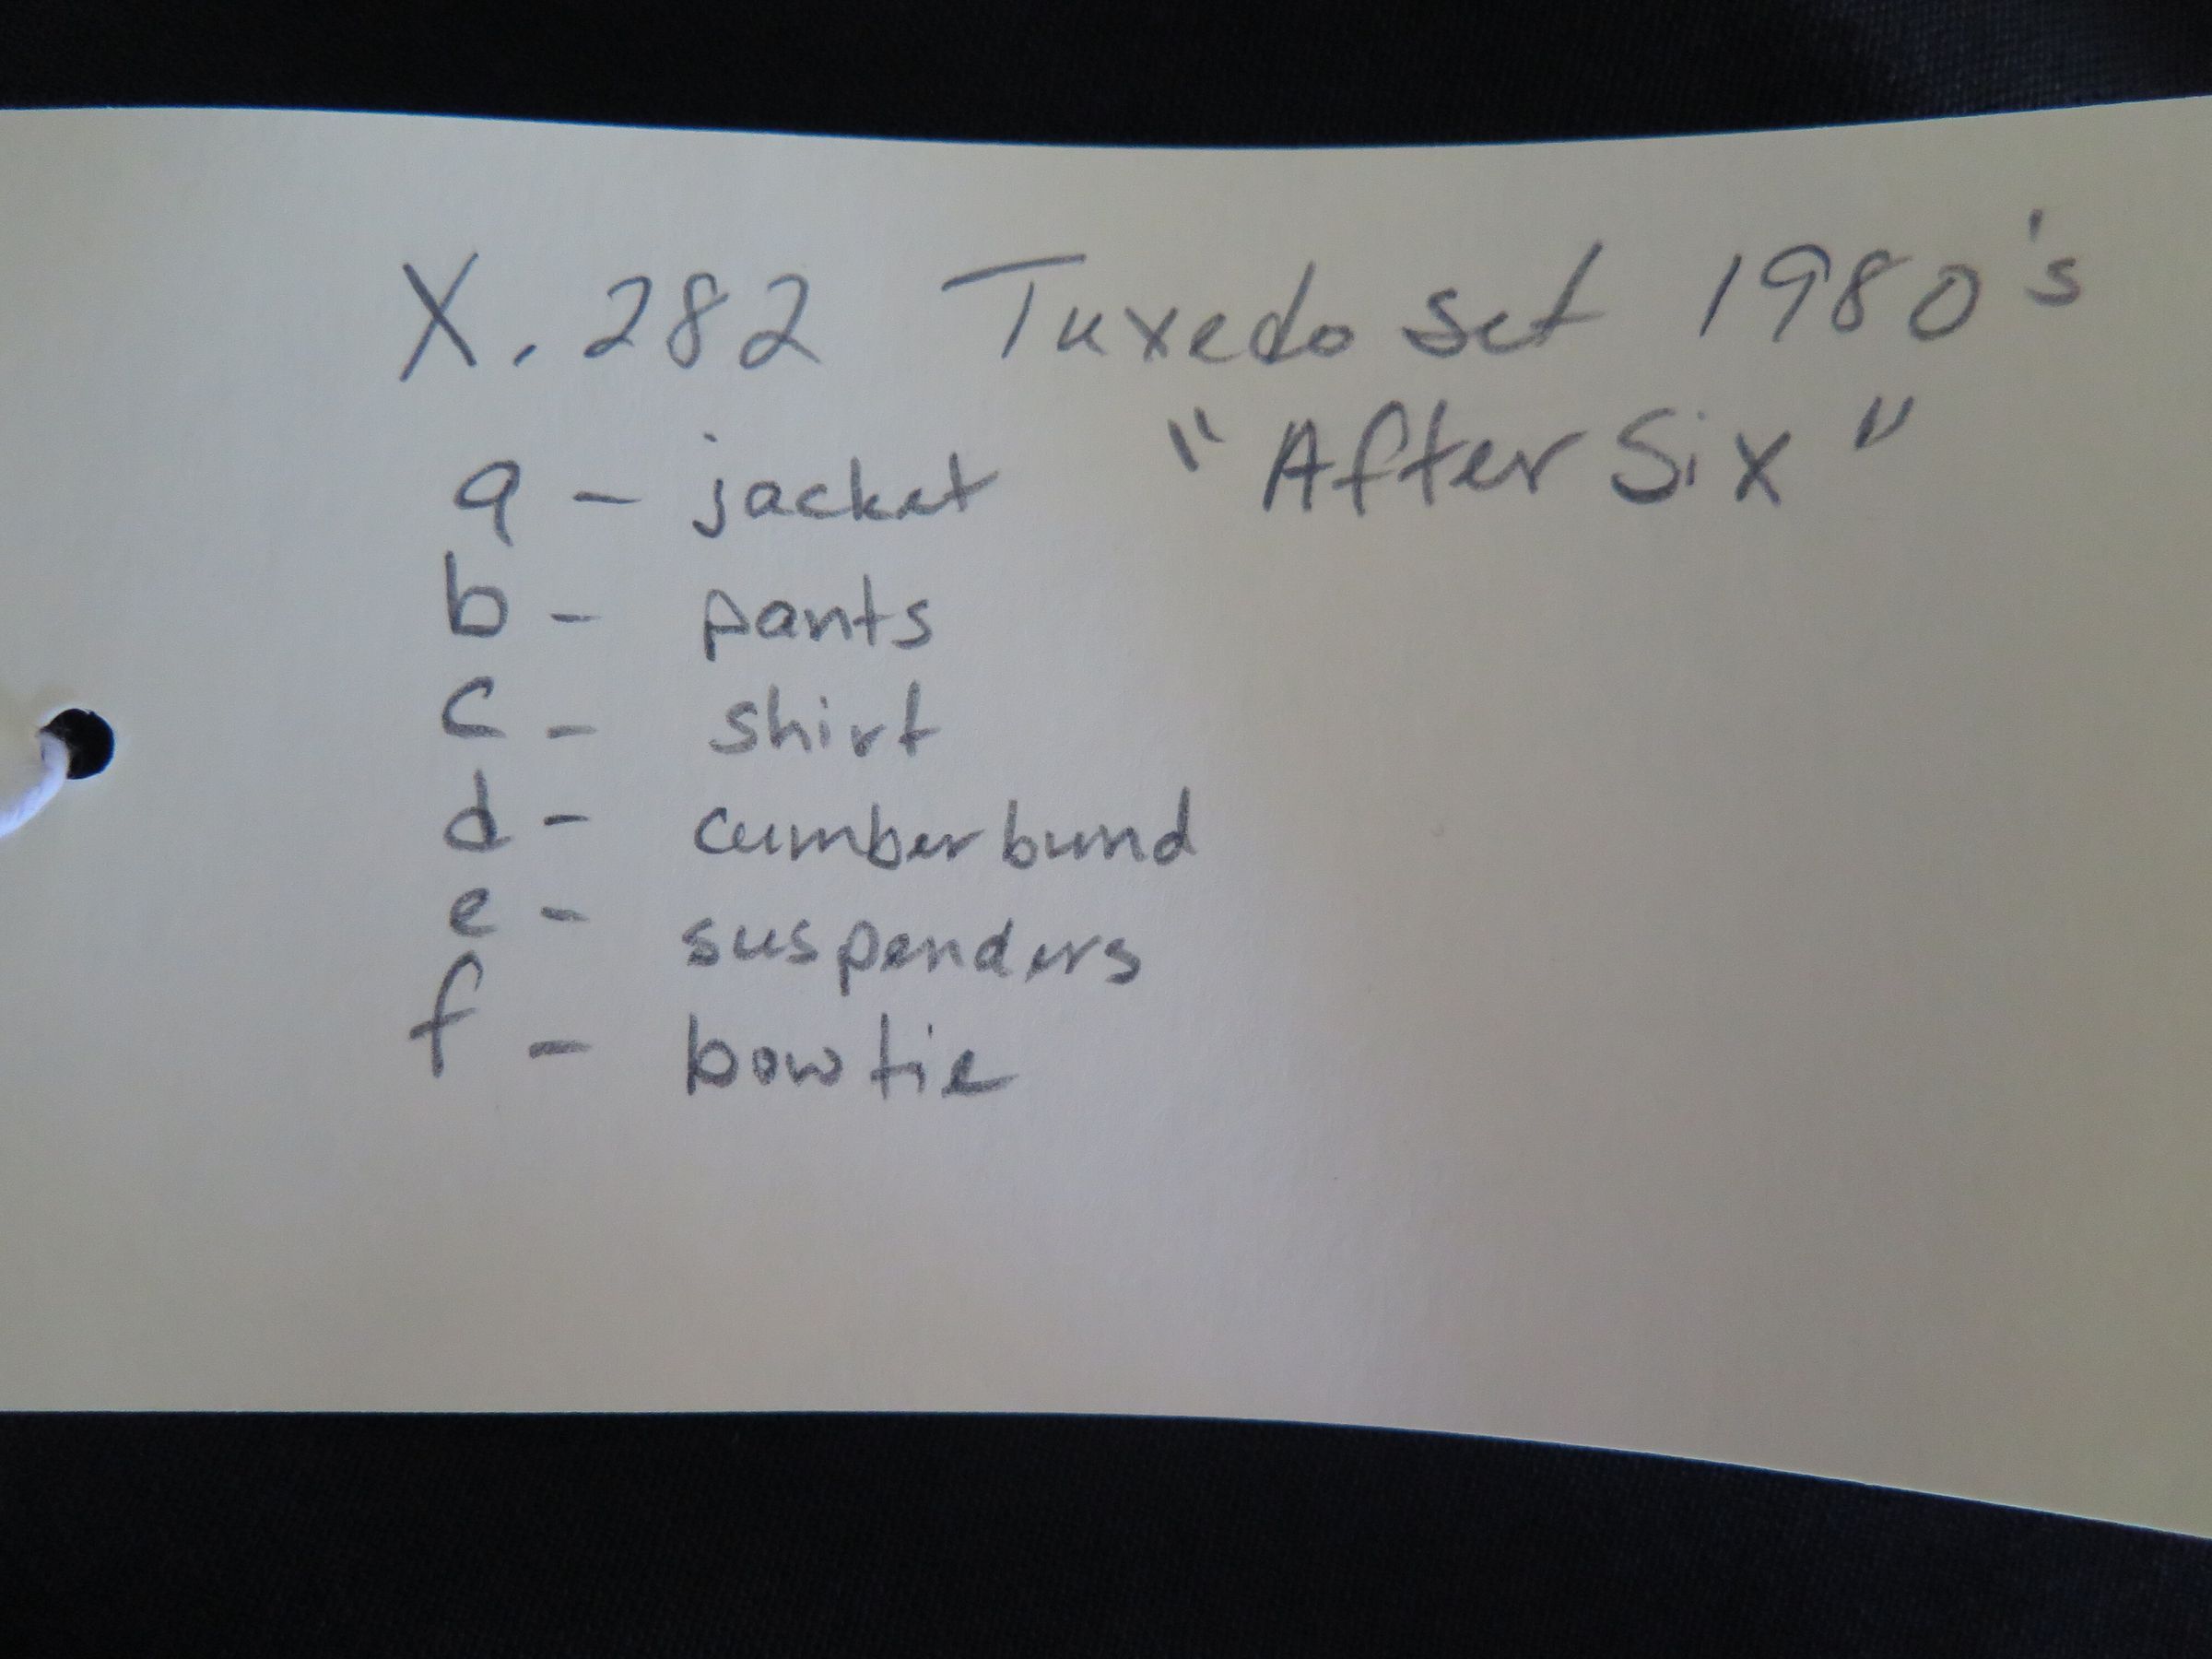 X.282 Tuxedo set 1980's
"After Six"
a - jacket
b - pants
c - shirt
d - cumberbund
e - suspenders
f - bowtie